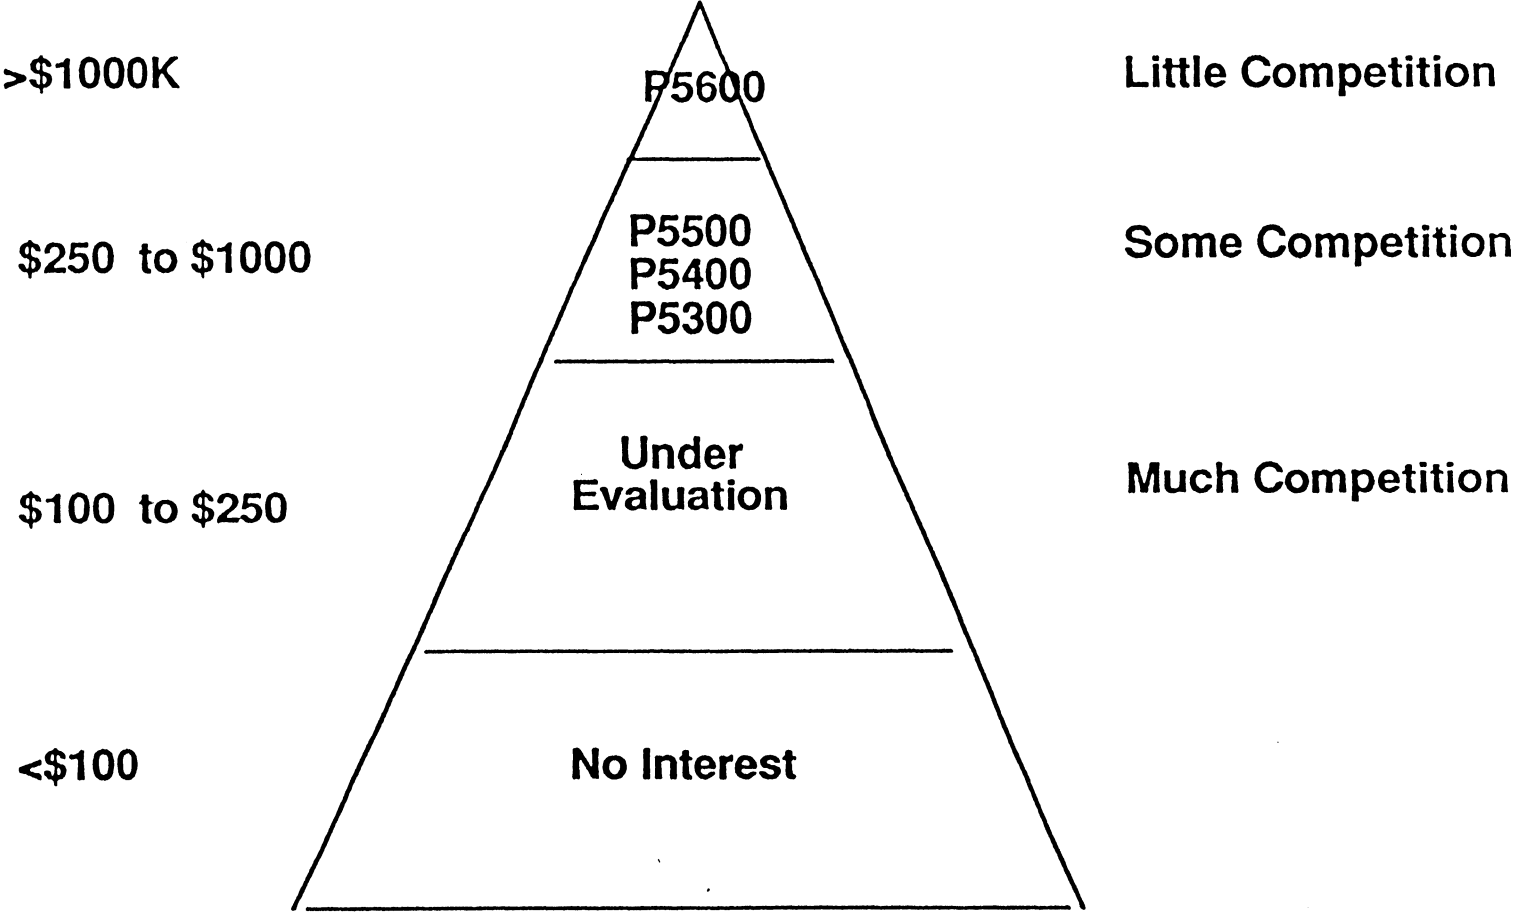 >$1000K
P5600
Little Competition
$250 to $1000
P5500
P5400
P5300
Some Competition
$100 to $250
Under
Evaluation
Much Competition
<$100
No Interest